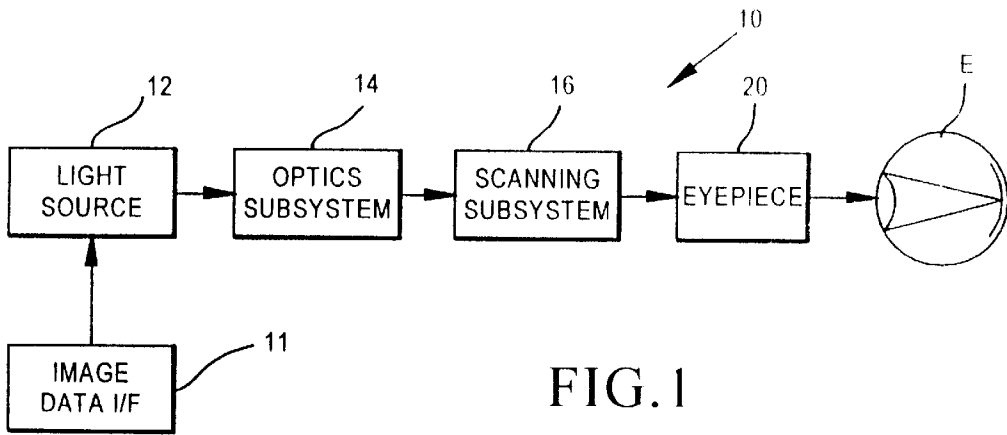 10
12
14
16
20
E
LIGHT
SOURCE
OPTICS
SUBSYSTEM
SCANNING
SUBSYSTEM
EYEPIECE
11
IMAGE
DATA I/F
FIG. 1